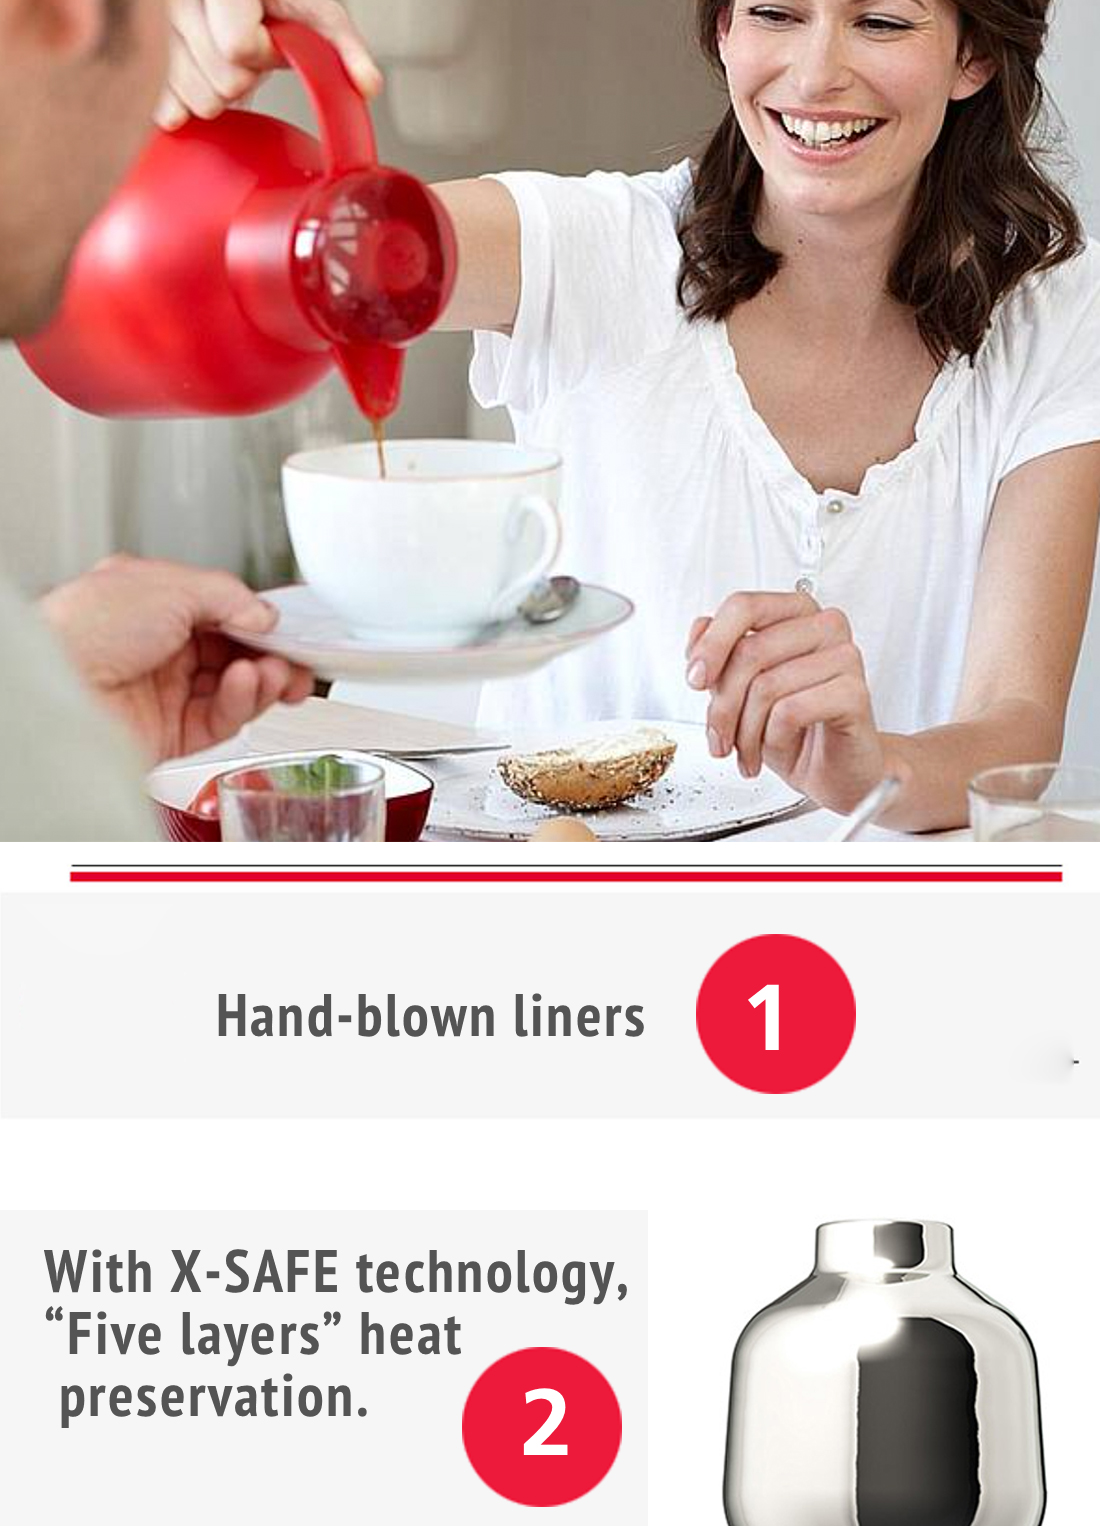 Hand-blown liners
1
With X-SAFE technology,
“Five layers” heat
preservation.
2